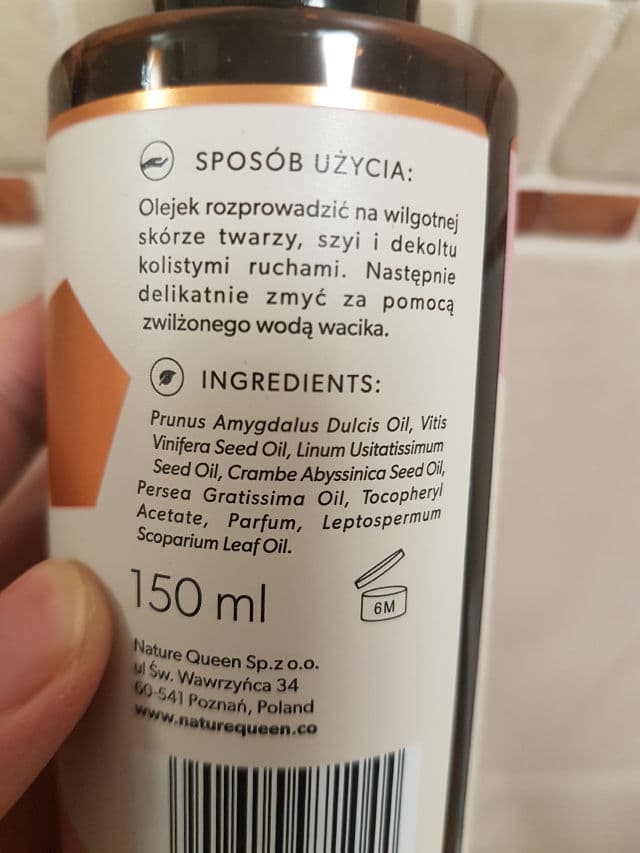 SPOSÓB UŻYCIA:
Olejek rozprowadzić na wilgotnej
skórze twarzy, szyi i dekoltu
kolistymi ruchami. Następnie
delikatnie zmyć za pomocą
zwilżonego wodą wacika.
INGREDIENTS:
Prunus Amygdalus Dulcis Oil, Vitis
Vinifera Seed Oil, Linum Usitatissimum
Seed Oil, Crambe Abyssinica Seed Oil,
Persea Gratissima Oil, Tocopheryl
Acetate, Parfum, Leptospermum
Scoparium Leaf Oil.
150 ml
6M
Nature Queen Sp.z o.o.
ul Św. Wawrzyńca 34
60-541 Poznań, Poland
www.naturequeen.co